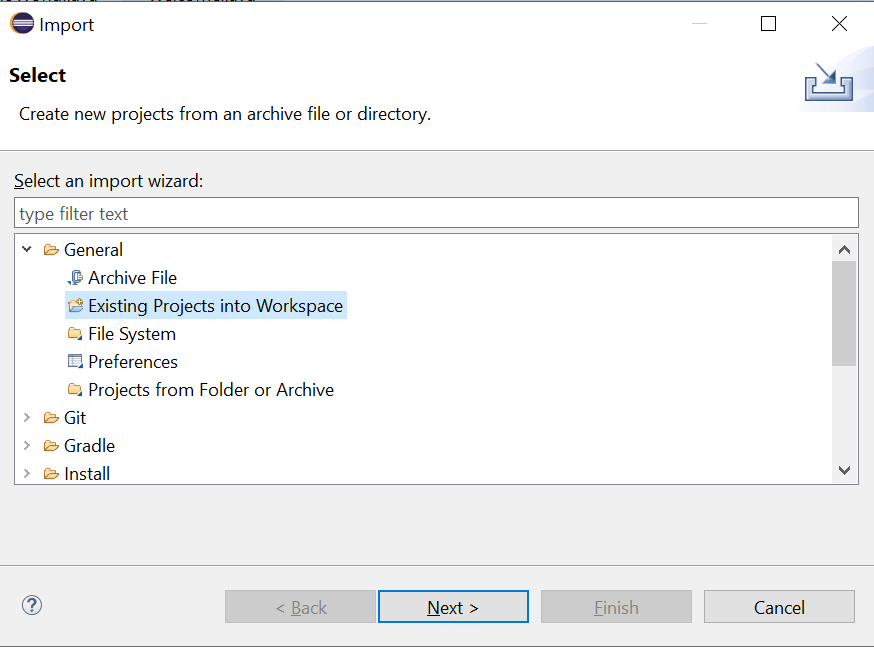 Import
Select
Create new projects from an archive file or directory.
Select an import wizard:
type filter text
General
Archive File
Existing Projects into Workspace
File System
Preferences
Projects from Folder or Archive
Git
Gradle
Install
?
< Back
Next >
Finish
Cancel